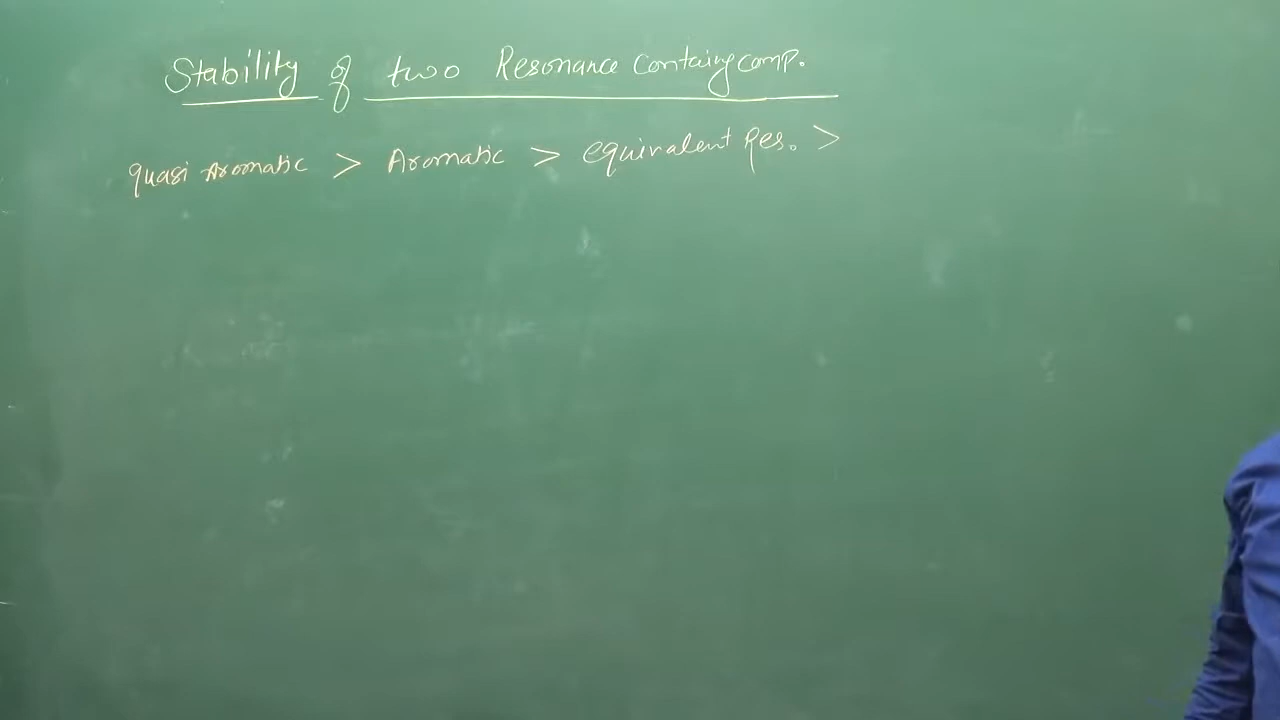 Stability of two Resonance Containg comp.
quasi Aromatic > Aromatic > equivalent Res. >